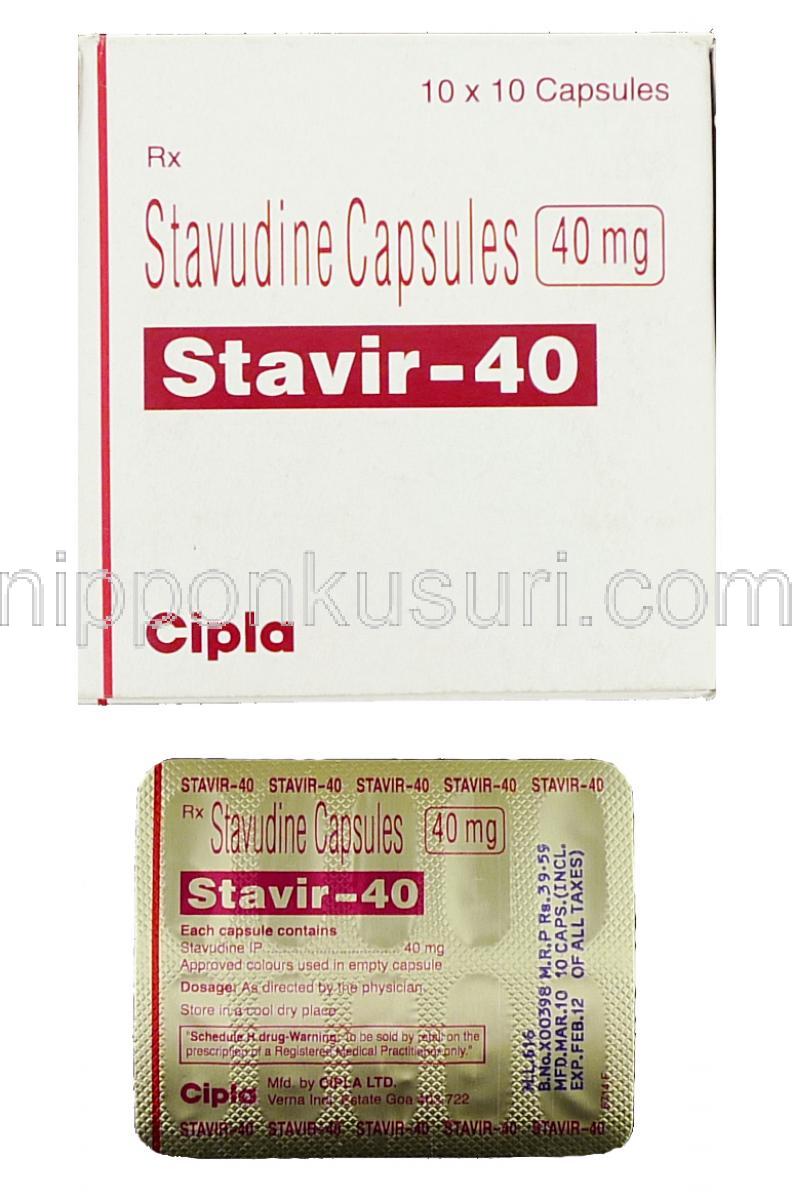 10 x 10 Capsules
Rx
Stavudine Capsules 40 mg
Stavir-40
nipponkusuri.com
Cipla
STAVIR-40 STAVIR-40 STAVIR-40 STAVIR-40 STAVIR-40
Rx Stavudine Capsules 40 mg
Stavir-40
Each capsule contains
Stavudine IP 40 mg
Approved colours used in empty capsule
Dosage: As directed by the physician.
Store in a cool dry place
"Schedule H drug-Warning: To be sold by retail on the
prescription of a Registered Medical Practitioner only."
Cipla Mfd. by CIPLA LTD.
Verna Ind. Estate Goa 403 722
STAVIR-40 STAVIR-40 STAVIR-40 STAVIR-40 STAVIR-40
M.L.616
B.No.X00398 M.R.P Rs.39.59
MFD.MAR.10 10 CAPS.(INCL.
EXP.FEB.12 OF ALL TAXES)